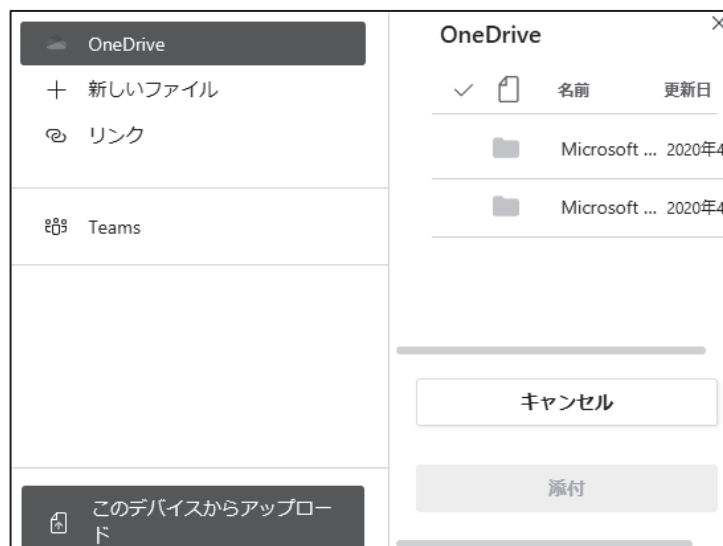 OneDrive
新しいファイル
リンク
Teams
このデバイスからアップロー
ド
OneDrive
名前 更新日
Microsoft ... 2020年4
Microsoft ... 2020年4
キャンセル
添付